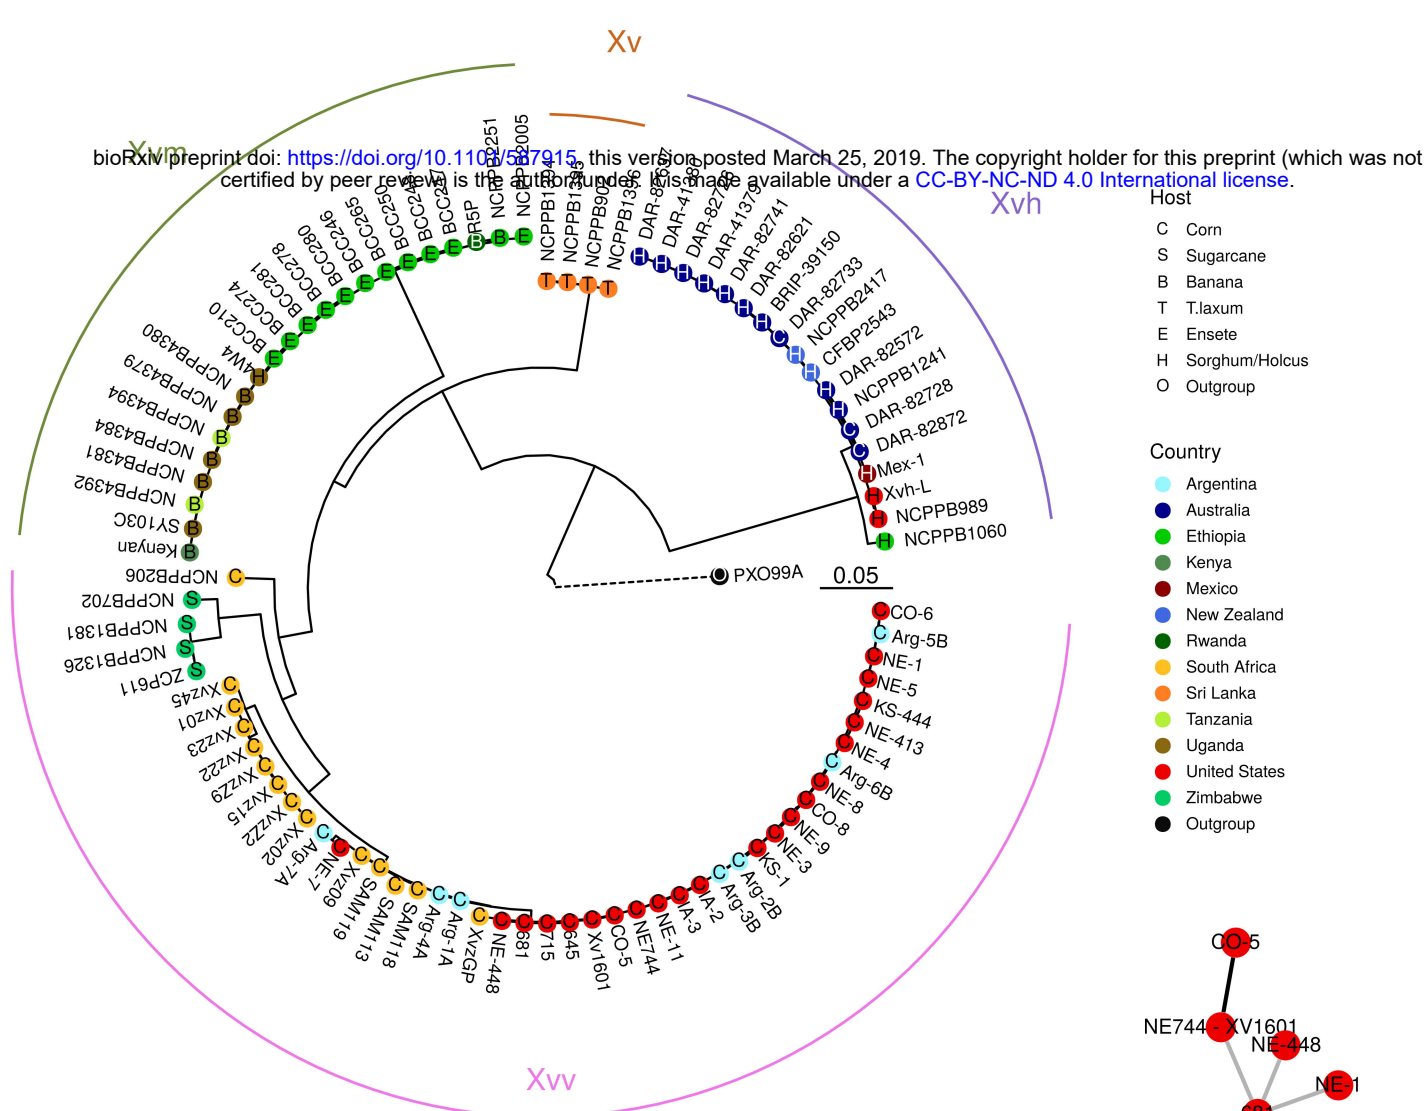 Xv
Xvm
bioRxiv preprint doi: https://doi.org/10.1101/587915; this version posted March 25, 2019. The copyright holder for this preprint (which was not
certified by peer review) is the author/funder. It is made available under a CC-BY-NC-ND 4.0 International license.
Xvh
BCC250
BCC265
BCC246
BCC280
BCC278
BCC281
BCC274
BCC210
4W4
NCPPB4380
NCPPB4379
NCPPB4394
NCPPB4384
NCPPB4381
NCPPB4392
SY103C
Kenyan
NCPPB206
NCPPB702
NCPPB1381
NCPPB1326
ZCP611
Xvz45
Xvz01
Xvz23
Xvz22
XvzZ9
Xvz15
XvzZ2
Xvz02
Arg-7A
NE-7
Xvz09
SAM119
SAM113
SAM118
Arg-4A
Arg-1A
XvzGP
NE-448
681
715
645
Xv1601
CO-5
NE744
NE-11
IA-3
IA-2
Arg-3B
Arg-2B
KS-1
NE-3
NE-9
CO-8
NE-8
Arg-6B
NE-4
NE-413
KS-444
NE-5
NE-1
Arg-5B
CO-6
PXO99A
0.05
NCPPB1060
NCPPB989
Xvh-L
Mex-1
DAR-82872
DAR-82728
NCPPB1241
DAR-82572
CFBP2543
NCPPB2417
DAR-82733
BRIP-39150
DAR-82621
DAR-82741
DAR-41379
R5P
NCPPB2251
NCPPB2005
Xvv
Host
C Corn
S Sugarcane
B Banana
T T.laxum
E Ensete
H Sorghum/Holcus
O Outgroup
Country
Argentina
Australia
Ethiopia
Kenya
Mexico
New Zealand
Rwanda
South Africa
Sri Lanka
Tanzania
Uganda
United States
Zimbabwe
Outgroup
CO-5
NE744 - XV1601
NE-448
NE-1